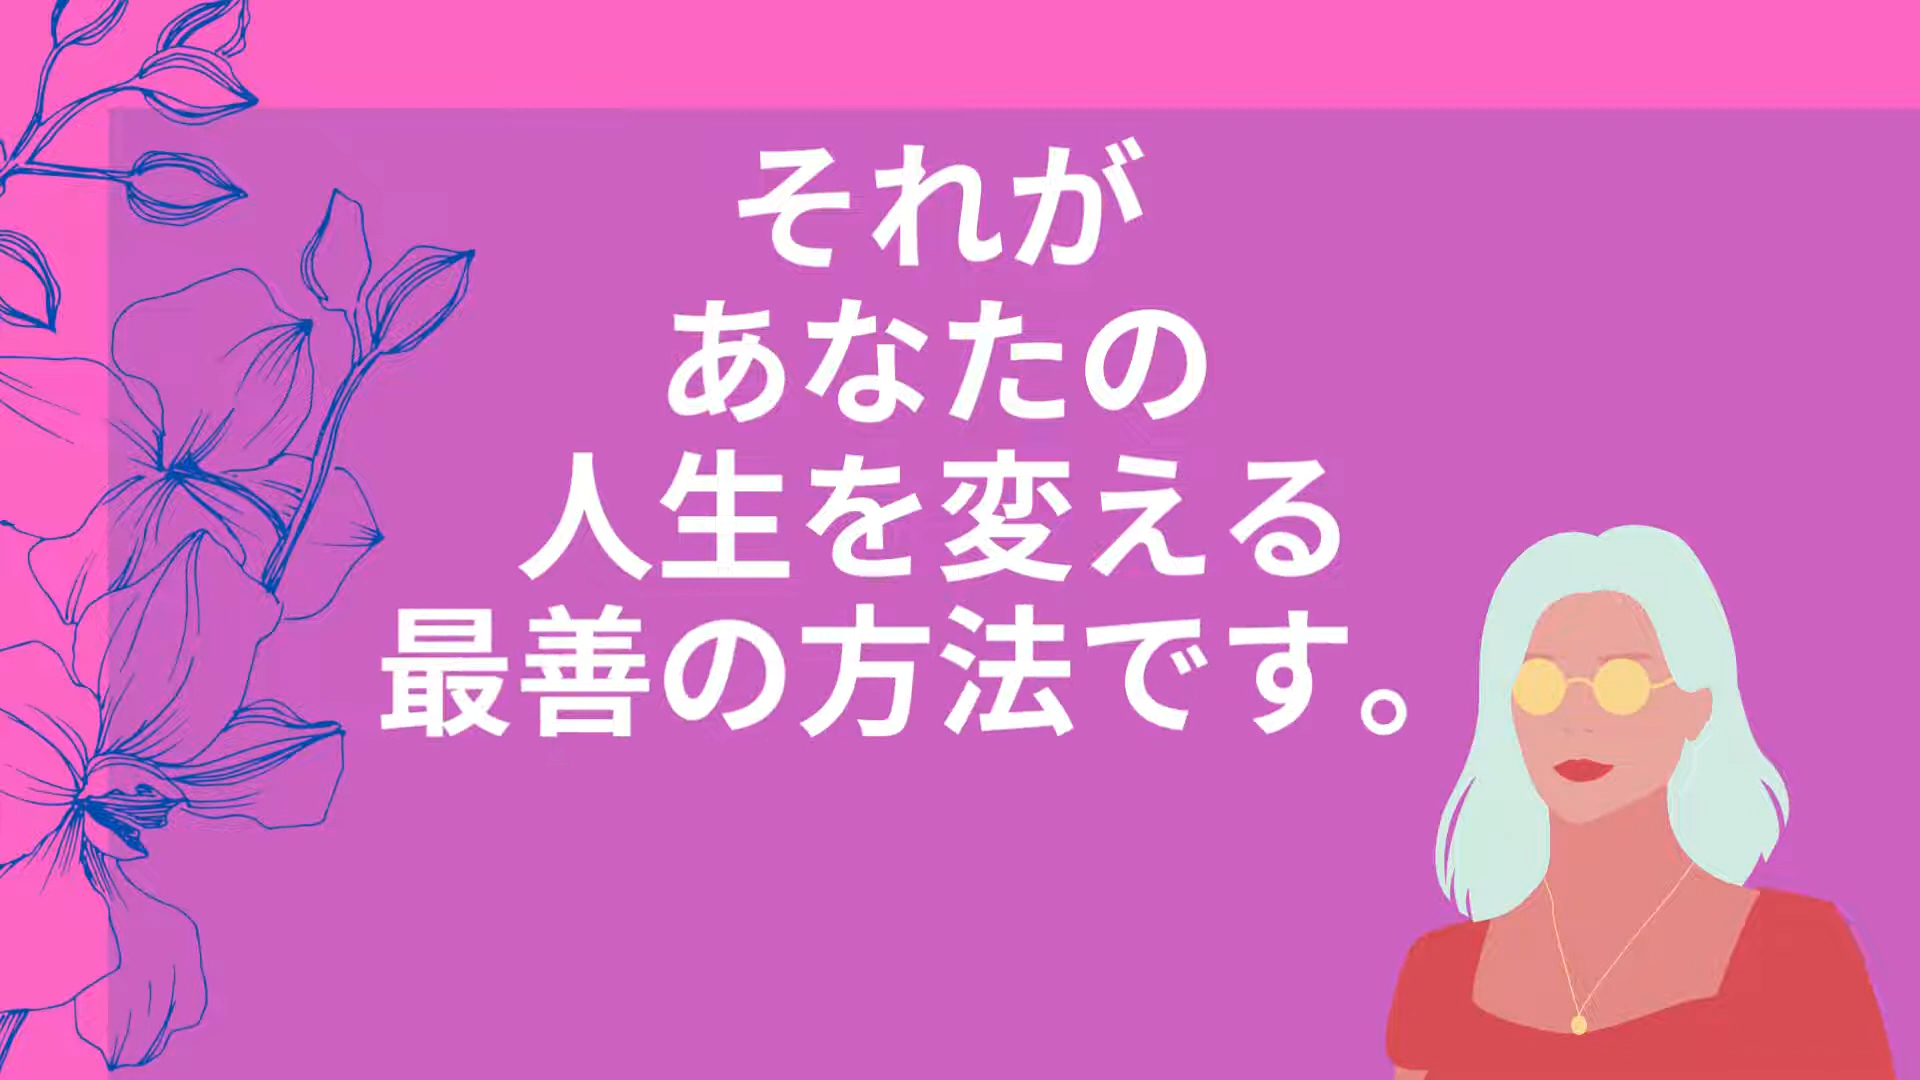 それが
あなたの
人生を変える
最善の方法です。